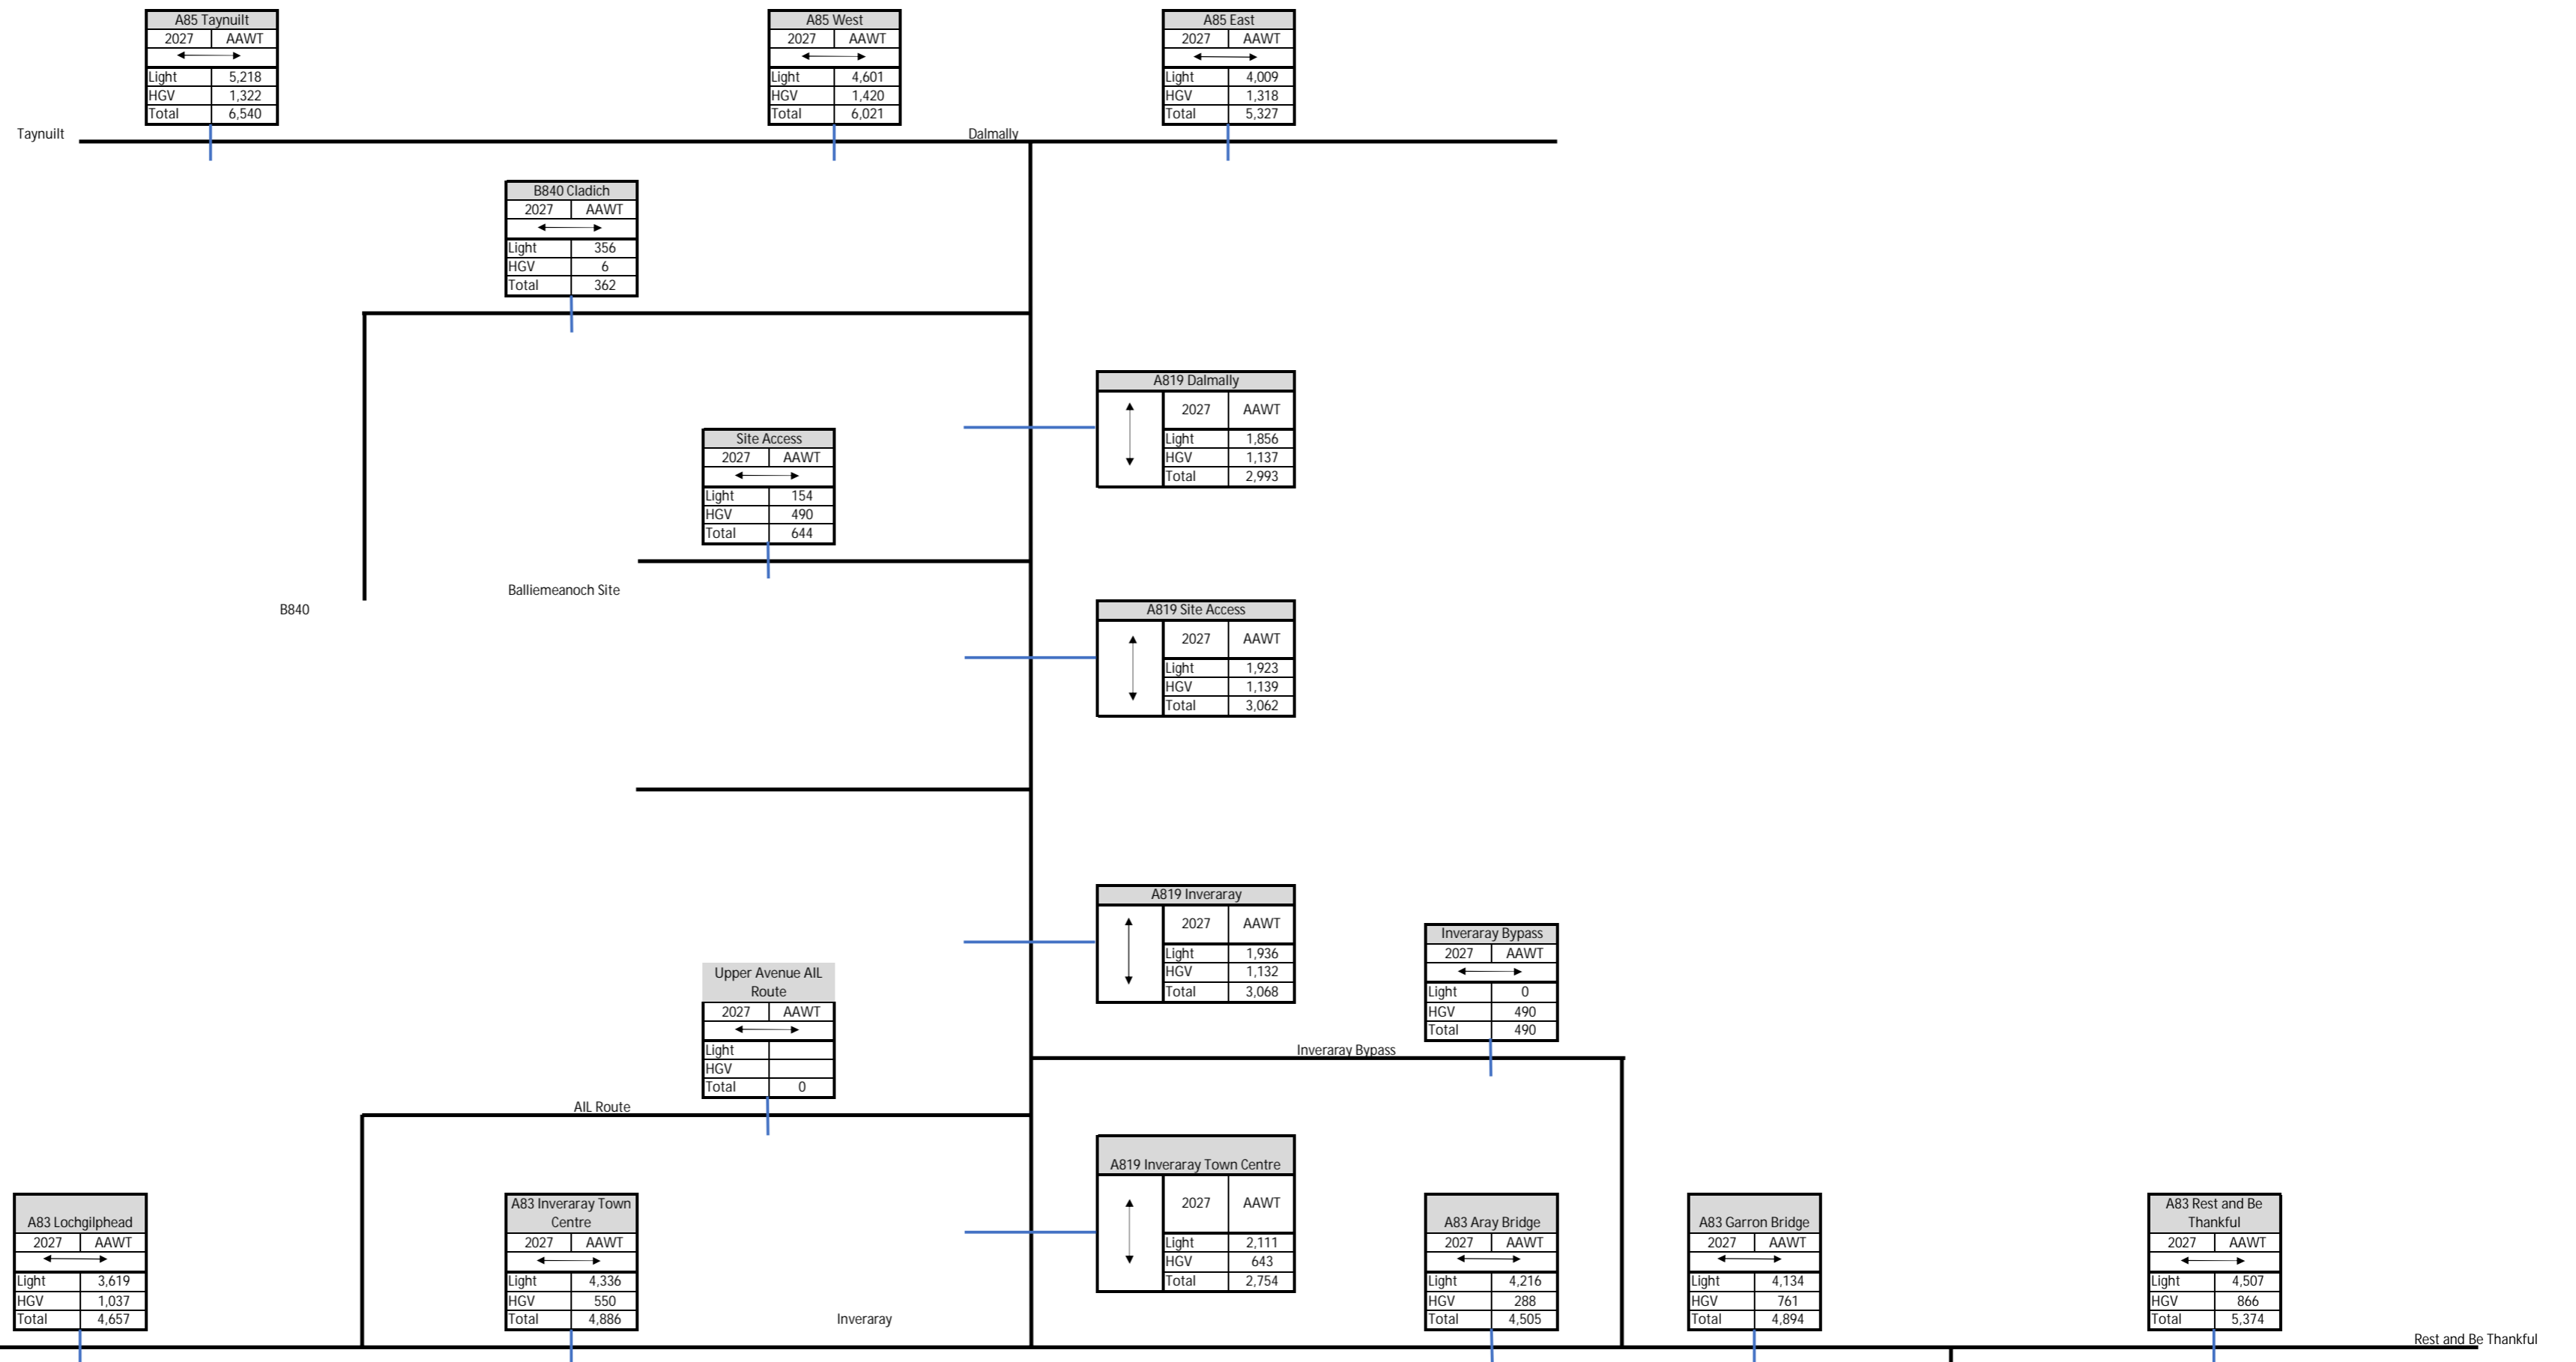 A85 Taynuilt
2027 AAWT
Light 5,218
HGV 1,322
Total 6,540
A85 West
2027 AAWT
Light 4,601
HGV 1,420
Total 6,021
A85 East
2027 AAWT
Light 4,009
HGV 1,318
Total 5,327
Taynuilt
Dalmally
B840 Cladich
2027 AAWT
Light 356
HGV 6
Total 362
A819 Dalmally
2027 AAWT
Light 1,856
HGV 1,137
Total 2,993
Site Access
2027 AAWT
Light 154
HGV 490
Total 644
Balliemeanoch Site
B840
A819 Site Access
2027 AAWT
Light 1,923
HGV 1,139
Total 3,062
A819 Inveraray
2027 AAWT
Light 1,936
HGV 1,132
Total 3,068
Inveraray Bypass
2027 AAWT
Light 0
HGV 490
Total 490
Upper Avenue AIL
Route
2027 AAWT
Light
HGV
Total 0
Inveraray Bypass
AIL Route
A819 Inveraray Town Centre
2027 AAWT
Light 2,111
HGV 643
Total 2,754
A83 Lochgilphead
2027 AAWT
Light 3,619
HGV 1,037
Total 4,657
A83 Inveraray Town
Centre
2027 AAWT
Light 4,336
HGV 550
Total 4,886
Inveraray
A83 Aray Bridge
2027 AAWT
Light 4,216
HGV 288
Total 4,505
A83 Garron Bridge
2027 AAWT
Light 4,134
HGV 761
Total 4,894
A83 Rest and Be
Thankful
2027 AAWT
Light 4,507
HGV 866
Total 5,374
Rest and Be Thankful